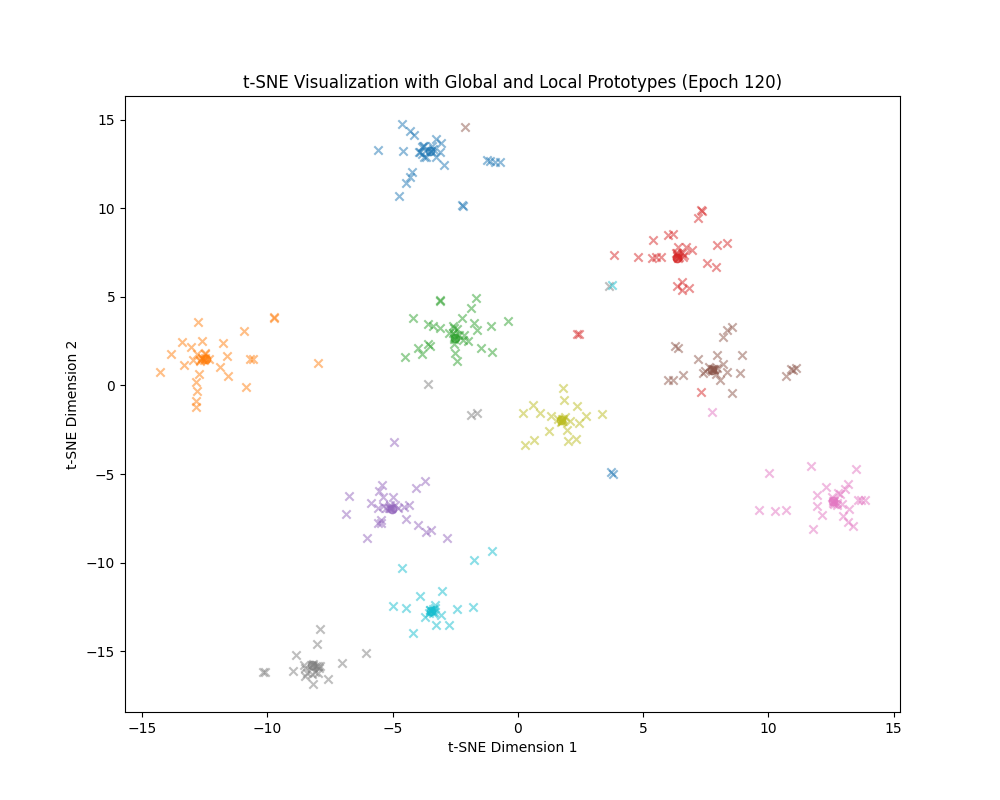 t-SNE Visualization with Global and Local Prototypes (Epoch 120)
15
10
5
0
−5
−10
−15
t-SNE Dimension 2
−15 −10 −5 0 5 10 15
t-SNE Dimension 1